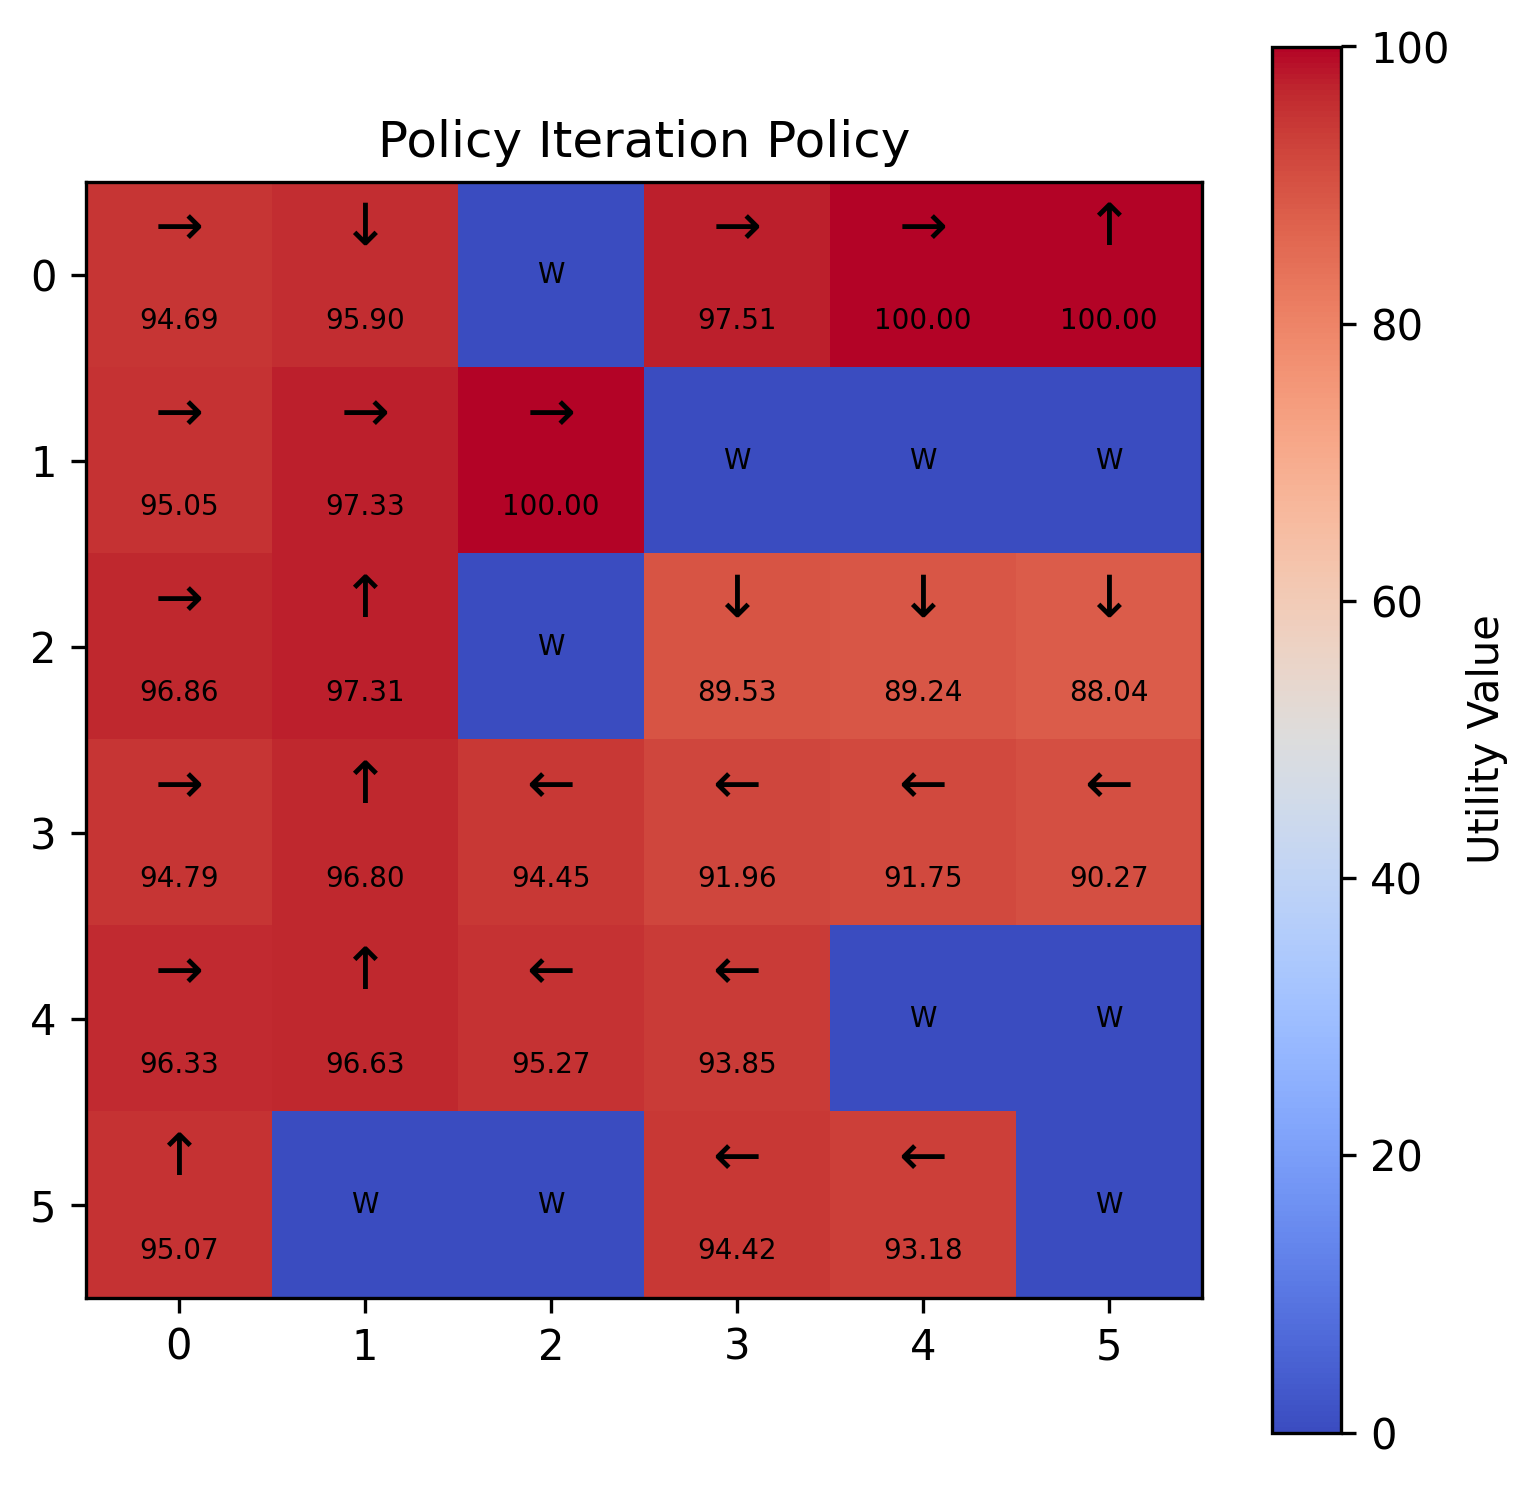 Policy Iteration Policy
→ ↓ → → ↑
0 W
94.69 95.90 97.51 100.00 100.00
→ → →
1 W W W
95.05 97.33 100.00
→ ↑ ↓ ↓ ↓
2 W
96.86 97.31 89.53 89.24 88.04
→ ↑ ← ← ← ←
3
94.79 96.80 94.45 91.96 91.75 90.27
→ ↑ ← ←
4 W W
96.33 96.63 95.27 93.85
↑ ← ←
5 W W W
95.07 94.42 93.18
0 1 2 3 4 5
100
80
60
40
20
0
Utility Value